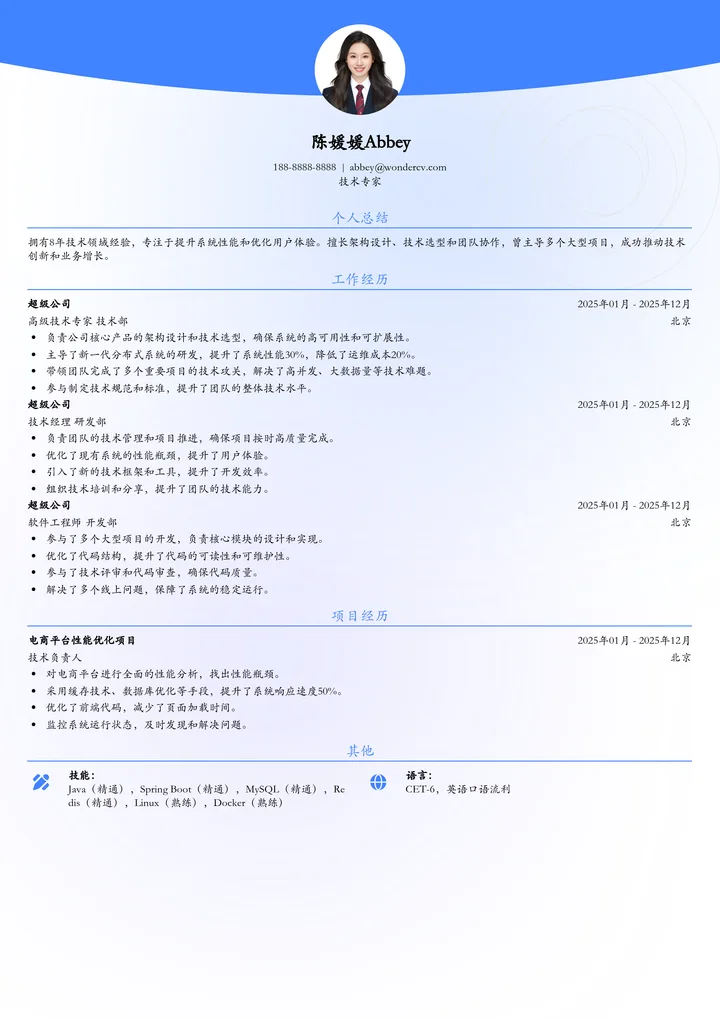 陈媛媛Abbey
188-8888-8888 | abbey@wondercv.com
技术专家
个人总结
拥有8年技术领域经验，专注于提升系统性能和优化用户体验。擅长架构设计、技术选型和团队协作，曾主导多个大型项目，成功推动技术
创新和业务增长。
工作经历
超级公司 2025年01月 - 2025年12月
高级技术专家 技术部 北京
• 负责公司核心产品的架构设计和技术选型，确保系统的高可用性和可扩展性。
• 主导了新一代分布式系统的研发，提升了系统性能30%，降低了运维成本20%。
• 带领团队完成了多个重要项目的技术攻关，解决了高并发、大数据量等技术难题。
• 参与制定技术规范和标准，提升了团队的整体技术水平。
超级公司 2025年01月 - 2025年12月
技术经理 研发部 北京
• 负责团队的技术管理和项目推进，确保项目按时高质量完成。
• 优化了现有系统的性能瓶颈，提升了用户体验。
• 引入了新的技术框架和工具，提升了开发效率。
• 组织技术培训和分享，提升了团队的技术能力。
超级公司 2025年01月 - 2025年12月
软件工程师 开发部 北京
• 参与了多个大型项目的开发，负责核心模块的设计和实现。
• 优化了代码结构，提升了代码的可读性和可维护性。
• 参与了技术评审和代码审查，确保代码质量。
• 解决了多个线上问题，保障了系统的稳定运行。
项目经历
电商平台性能优化项目 2025年01月 - 2025年12月
技术负责人 北京
• 对电商平台进行全面的性能分析，找出性能瓶颈。
• 采用缓存技术、数据库优化等手段，提升了系统响应速度50%。
• 优化了前端代码，减少了页面加载时间。
• 监控系统运行状态，及时发现和解决问题。
其他
技能：
Java（精通），Spring Boot（精通），MySQL（精通），Re
dis（精通），Linux（熟练），Docker（熟练）
语言：
CET-6，英语口语流利